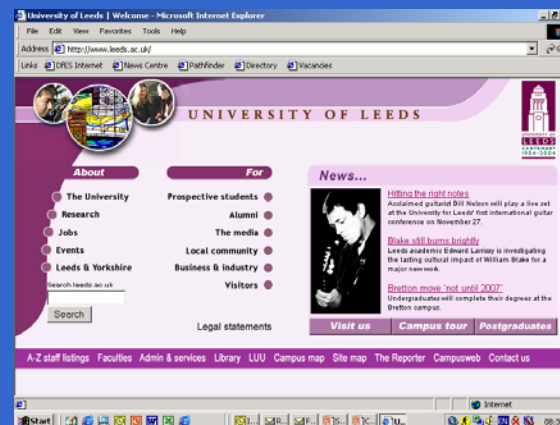 University of Leeds | Welcome - Microsoft Internet Explorer
File Edit View Favorites Tools Help
Address http://www.leeds.ac.uk/
Links DfES Internet News Centre Pathfinder Directory Vacancies
UNIVERSITY OF LEEDS
UNIVERSITY OF
LEEDS
CENTENARY
1904-2004
About
The University
Research
Jobs
Events
Leeds & Yorkshire
Search leeds.ac.uk
Search
For
Prospective students
Alumni
The media
Local community
Business & industry
Visitors
Legal statements
News...
Hitting the right notes
Acclaimed guitarist Bill Nelson will play a live set
at the University for Leeds' first international guitar
conference on November 27.
Blake still burns brightly
Leeds academic Edward Larrissy is investigating
the lasting cultural impact of William Blake for a
major new work.
Bretton move 'not until 2007'
Undergraduates will complete their degrees at the
Bretton campus.
Visit us Campus tour Postgraduates
A-Z staff listings Faculties Admin & services Library LUU Campus map Site map The Reporter Campusweb Contact us
Internet
Start